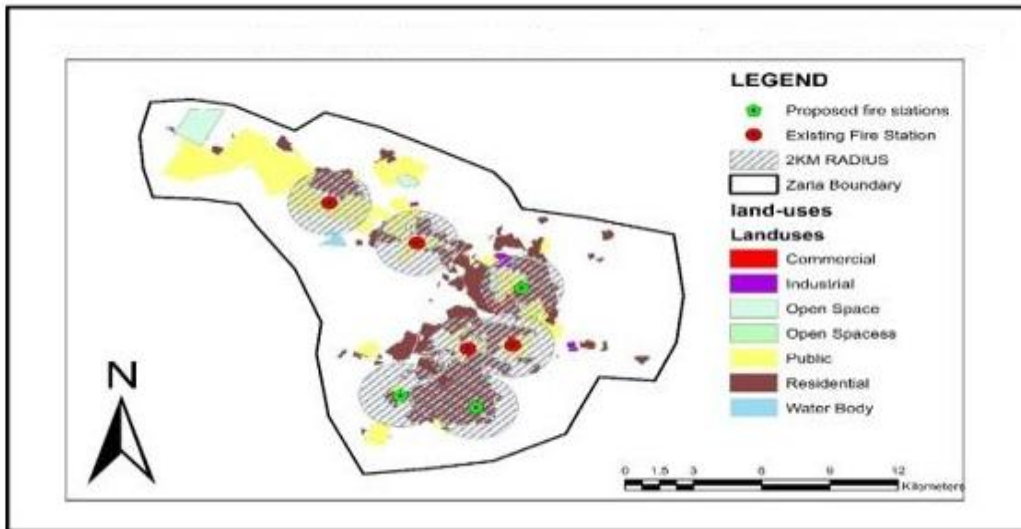 LEGEND
Proposed fire stations
Existing Fire Station
2KM RADIUS
Zaria Boundary
land-uses
Landuses
Commercial
Industrial
Open Space
Open Spacess
Public
Residential
Water Body
N
0 1.5 3 6 9 12
Kilometers